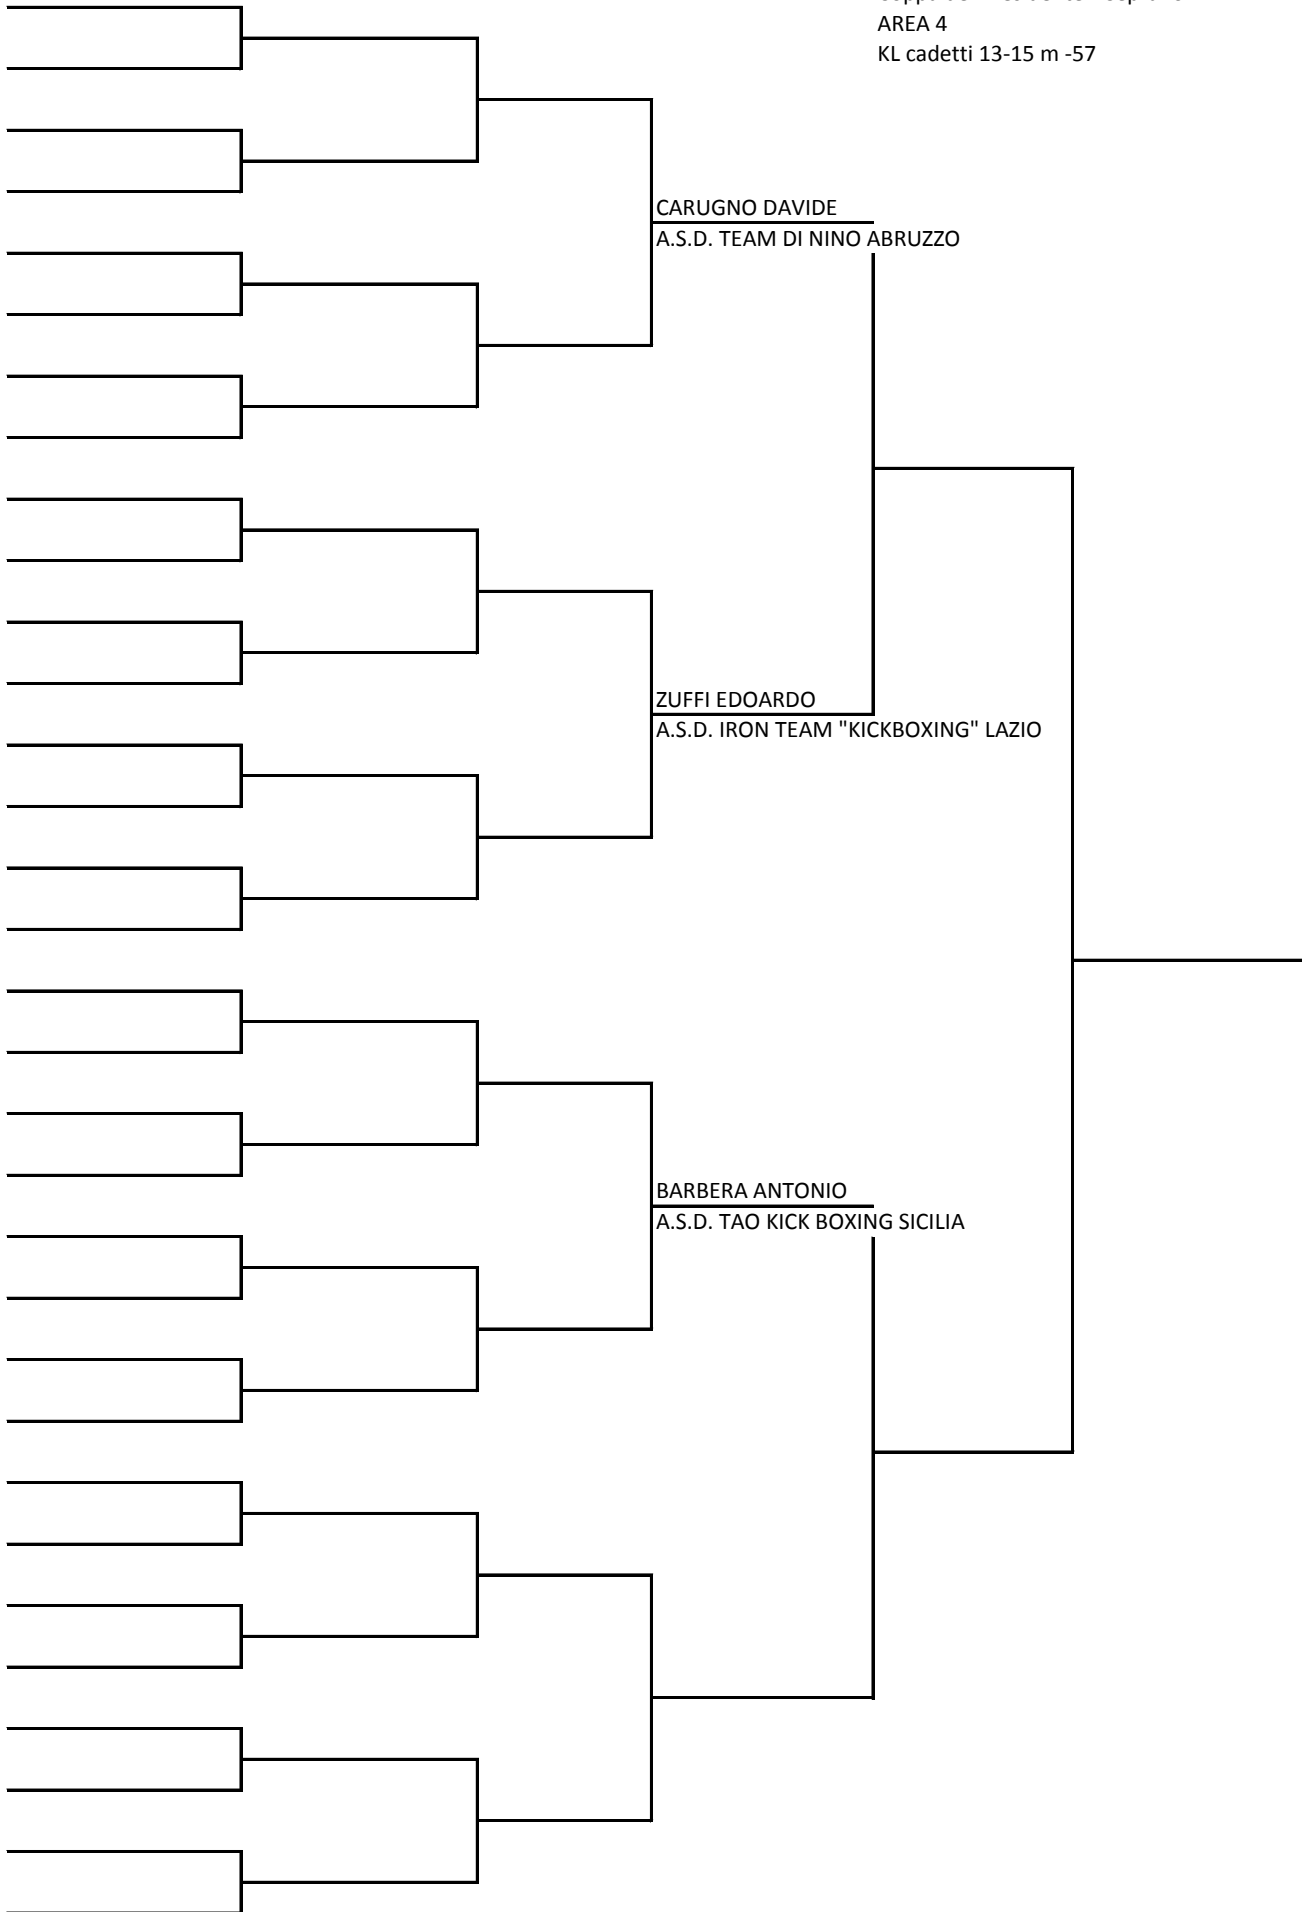 AREA 4
KL cadetti 13-15 m -57
CARUGNO DAVIDE
A.S.D. TEAM DI NINO ABRUZZO
ZUFFI EDOARDO
A.S.D. IRON TEAM "KICKBOXING" LAZIO
BARBERA ANTONIO
A.S.D. TAO KICK BOXING SICILIA